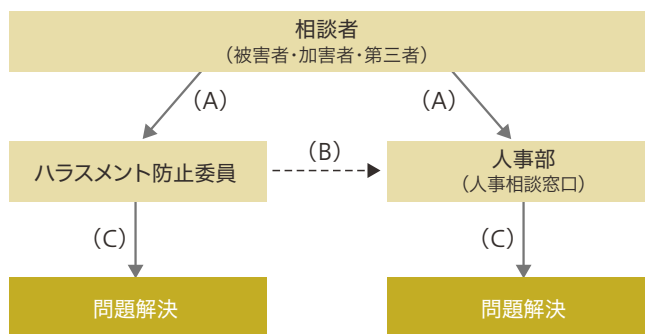 相談者
（被害者・加害者・第三者）
（A）
（A）
ハラスメント防止委員
（B）
人事部
（人事相談窓口）
（C）
（C）
問題解決
問題解決